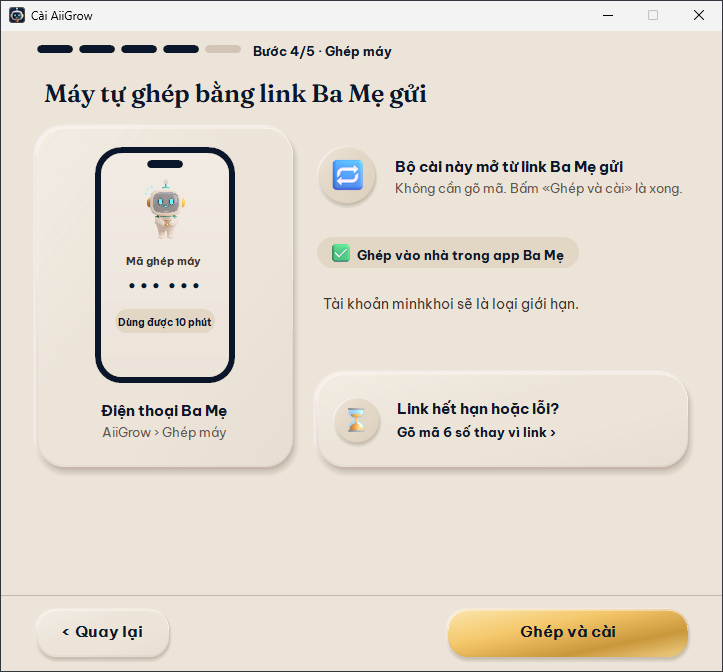 Cài AiiGrow
Bước 4/5 · Ghép máy
Máy tự ghép bằng link Ba Mẹ gửi
Mã ghép máy
Dùng được 10 phút
Điện thoại Ba Mẹ
AiiGrow › Ghép máy
Bộ cài này mở từ link Ba Mẹ gửi
Không cần gõ mã. Bấm «Ghép và cài» là xong.
Ghép vào nhà trong app Ba Mẹ
Tài khoản minhkhoi sẽ là loại giới hạn.
Link hết hạn hoặc lỗi?
Gõ mã 6 số thay vì link ›
‹ Quay lại
Ghép và cài